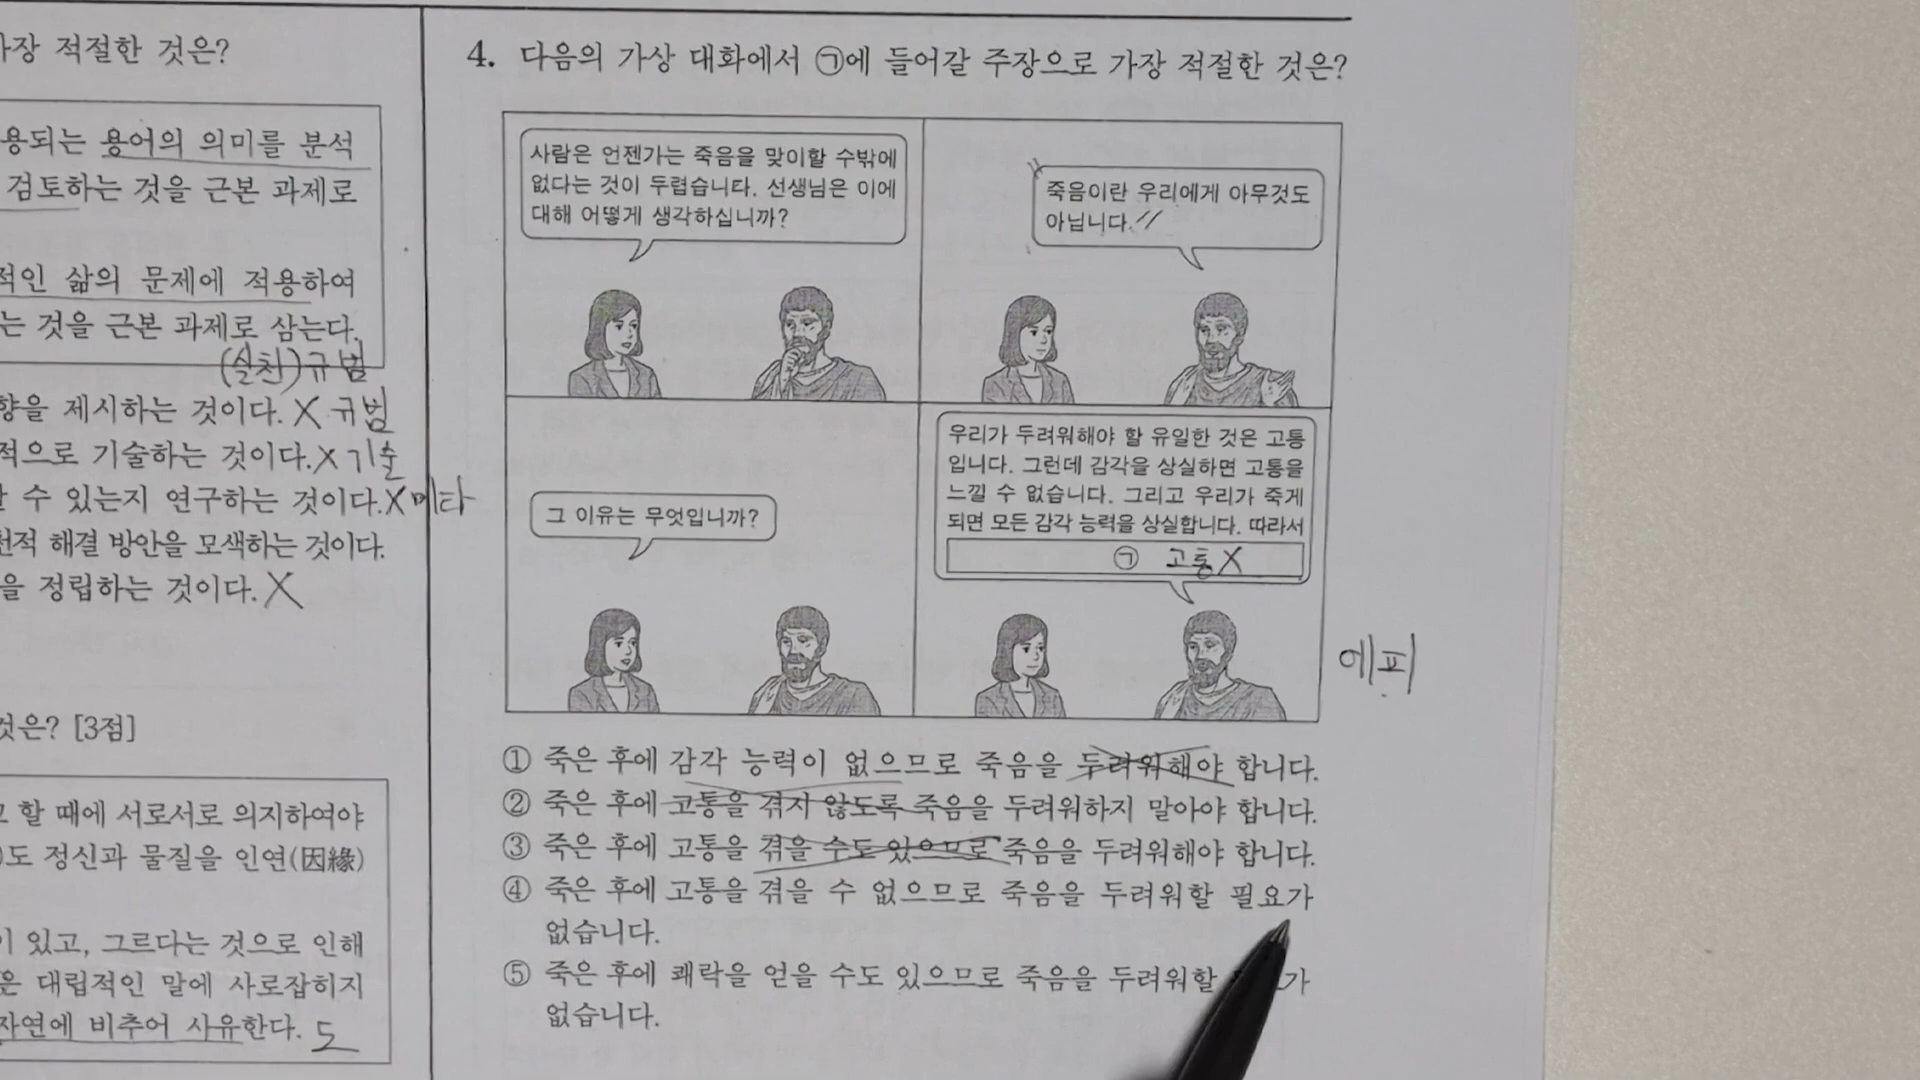 가장 적절한 것은?
용되는 용어의 의미를 분석
검토하는 것을 근본 과제로
적인 삶의 문제에 적용하여
는 것을 근본 과제로 삼는다.
(실천)규범
향을 제시하는 것이다. X 규범
적으로 기술하는 것이다. X 기술
할 수 있는지 연구하는 것이다. X 메타
천적 해결 방안을 모색하는 것이다.
을 정립하는 것이다. X
것은? [3점]
고 할 때에 서로서로 의지하여야
도 정신과 물질을 인연(因緣)
이 있고, 그르다는 것으로 인해
은 대립적인 말에 사로잡히지
자연에 비추어 사유한다. 도
4. 다음의 가상 대화에서 ㉠에 들어갈 주장으로 가장 적절한 것은?
사람은 언젠가는 죽음을 맞이할 수밖에
없다는 것이 두렵습니다. 선생님은 이에
대해 어떻게 생각하십니까?
죽음이란 우리에게 아무것도
아닙니다.
그 이유는 무엇입니까?
우리가 두려워해야 할 유일한 것은 고통
입니다. 그런데 감각을 상실하면 고통을
느낄 수 없습니다. 그리고 우리가 죽게
되면 모든 감각 능력을 상실합니다. 따라서
㉠ 고통X
에피
① 죽은 후에 감각 능력이 없으므로 죽음을 두려워해야 합니다.
② 죽은 후에 고통을 겪지 않도록 죽음을 두려워하지 말아야 합니다.
③ 죽은 후에 고통을 겪을 수도 있으므로 죽음을 두려워해야 합니다.
④ 죽은 후에 고통을 겪을 수 없으므로 죽음을 두려워할 필요가
없습니다.
⑤ 죽은 후에 쾌락을 얻을 수도 있으므로 죽음을 두려워할 가
없습니다.